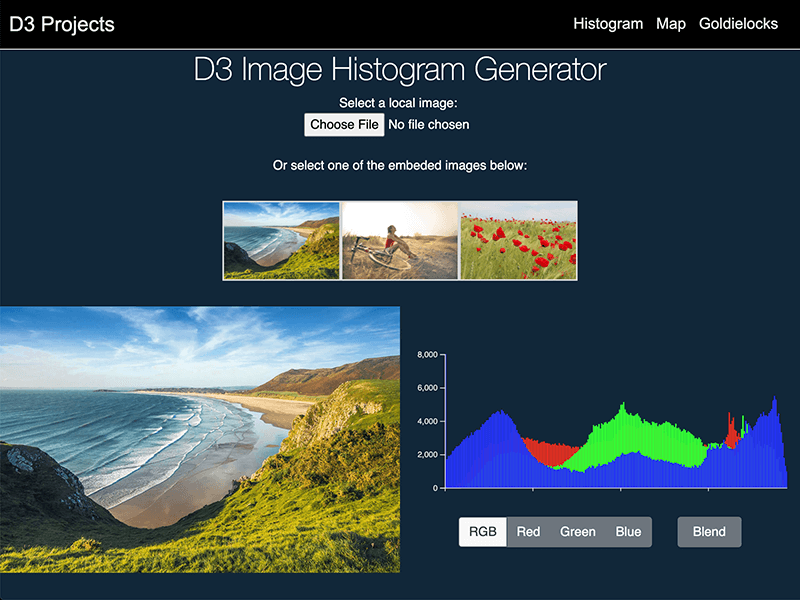 D3 Projects
Histogram Map Goldielocks
D3 Image Histogram Generator
Select a local image:
Choose File No file chosen
Or select one of the embeded images below:
8,000
6,000
4,000
2,000
0
RGB Red Green Blue Blend